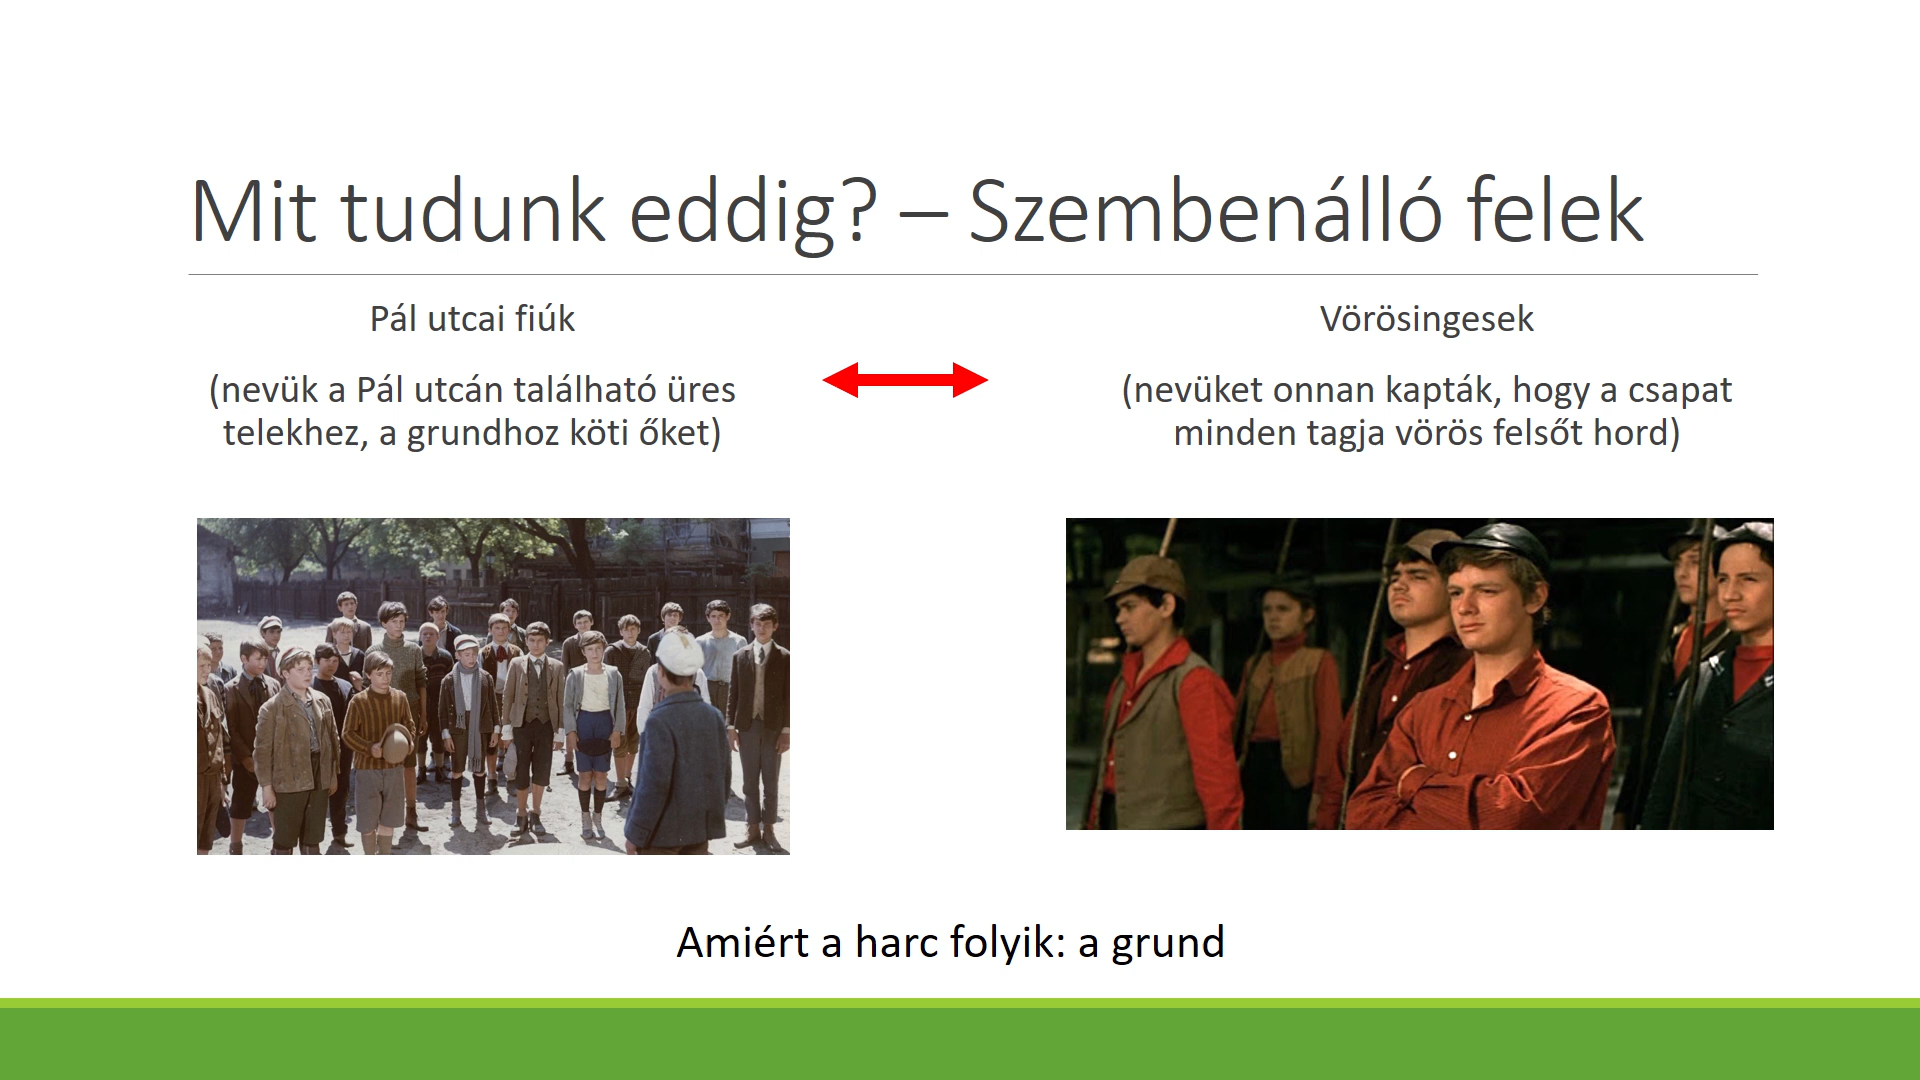 Mit tudunk eddig? – Szembenálló felek
Pál utcai fiúk
(nevük a Pál utcán található üres
telekhez, a grundhoz köti őket)
Vörösingesek
(nevüket onnan kapták, hogy a csapat
minden tagja vörös felsőt hord)
Amiért a harc folyik: a grund